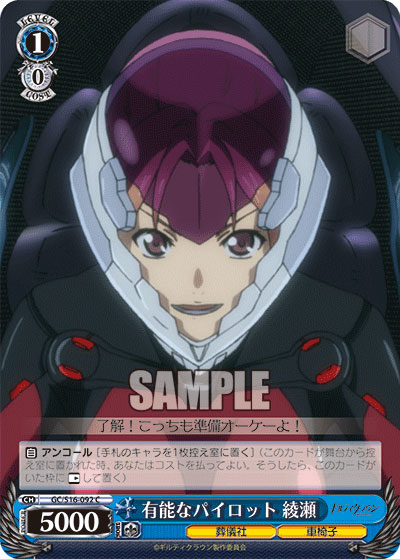 LEVEL
1
0
COST
SAMPLE
了解！こっちも準備オーケーよ！
アンコール [手札のキャラを1枚控え室に置く]（このカードが舞台から控
え室に置かれた時、あなたはコストを払ってよい。そうしたら、このカードが
いた枠に置く）
CH GC/S16-092 C
5000
有能なパイロット 綾瀬
葬儀社
車椅子
©ギルティクラウン製作委員会